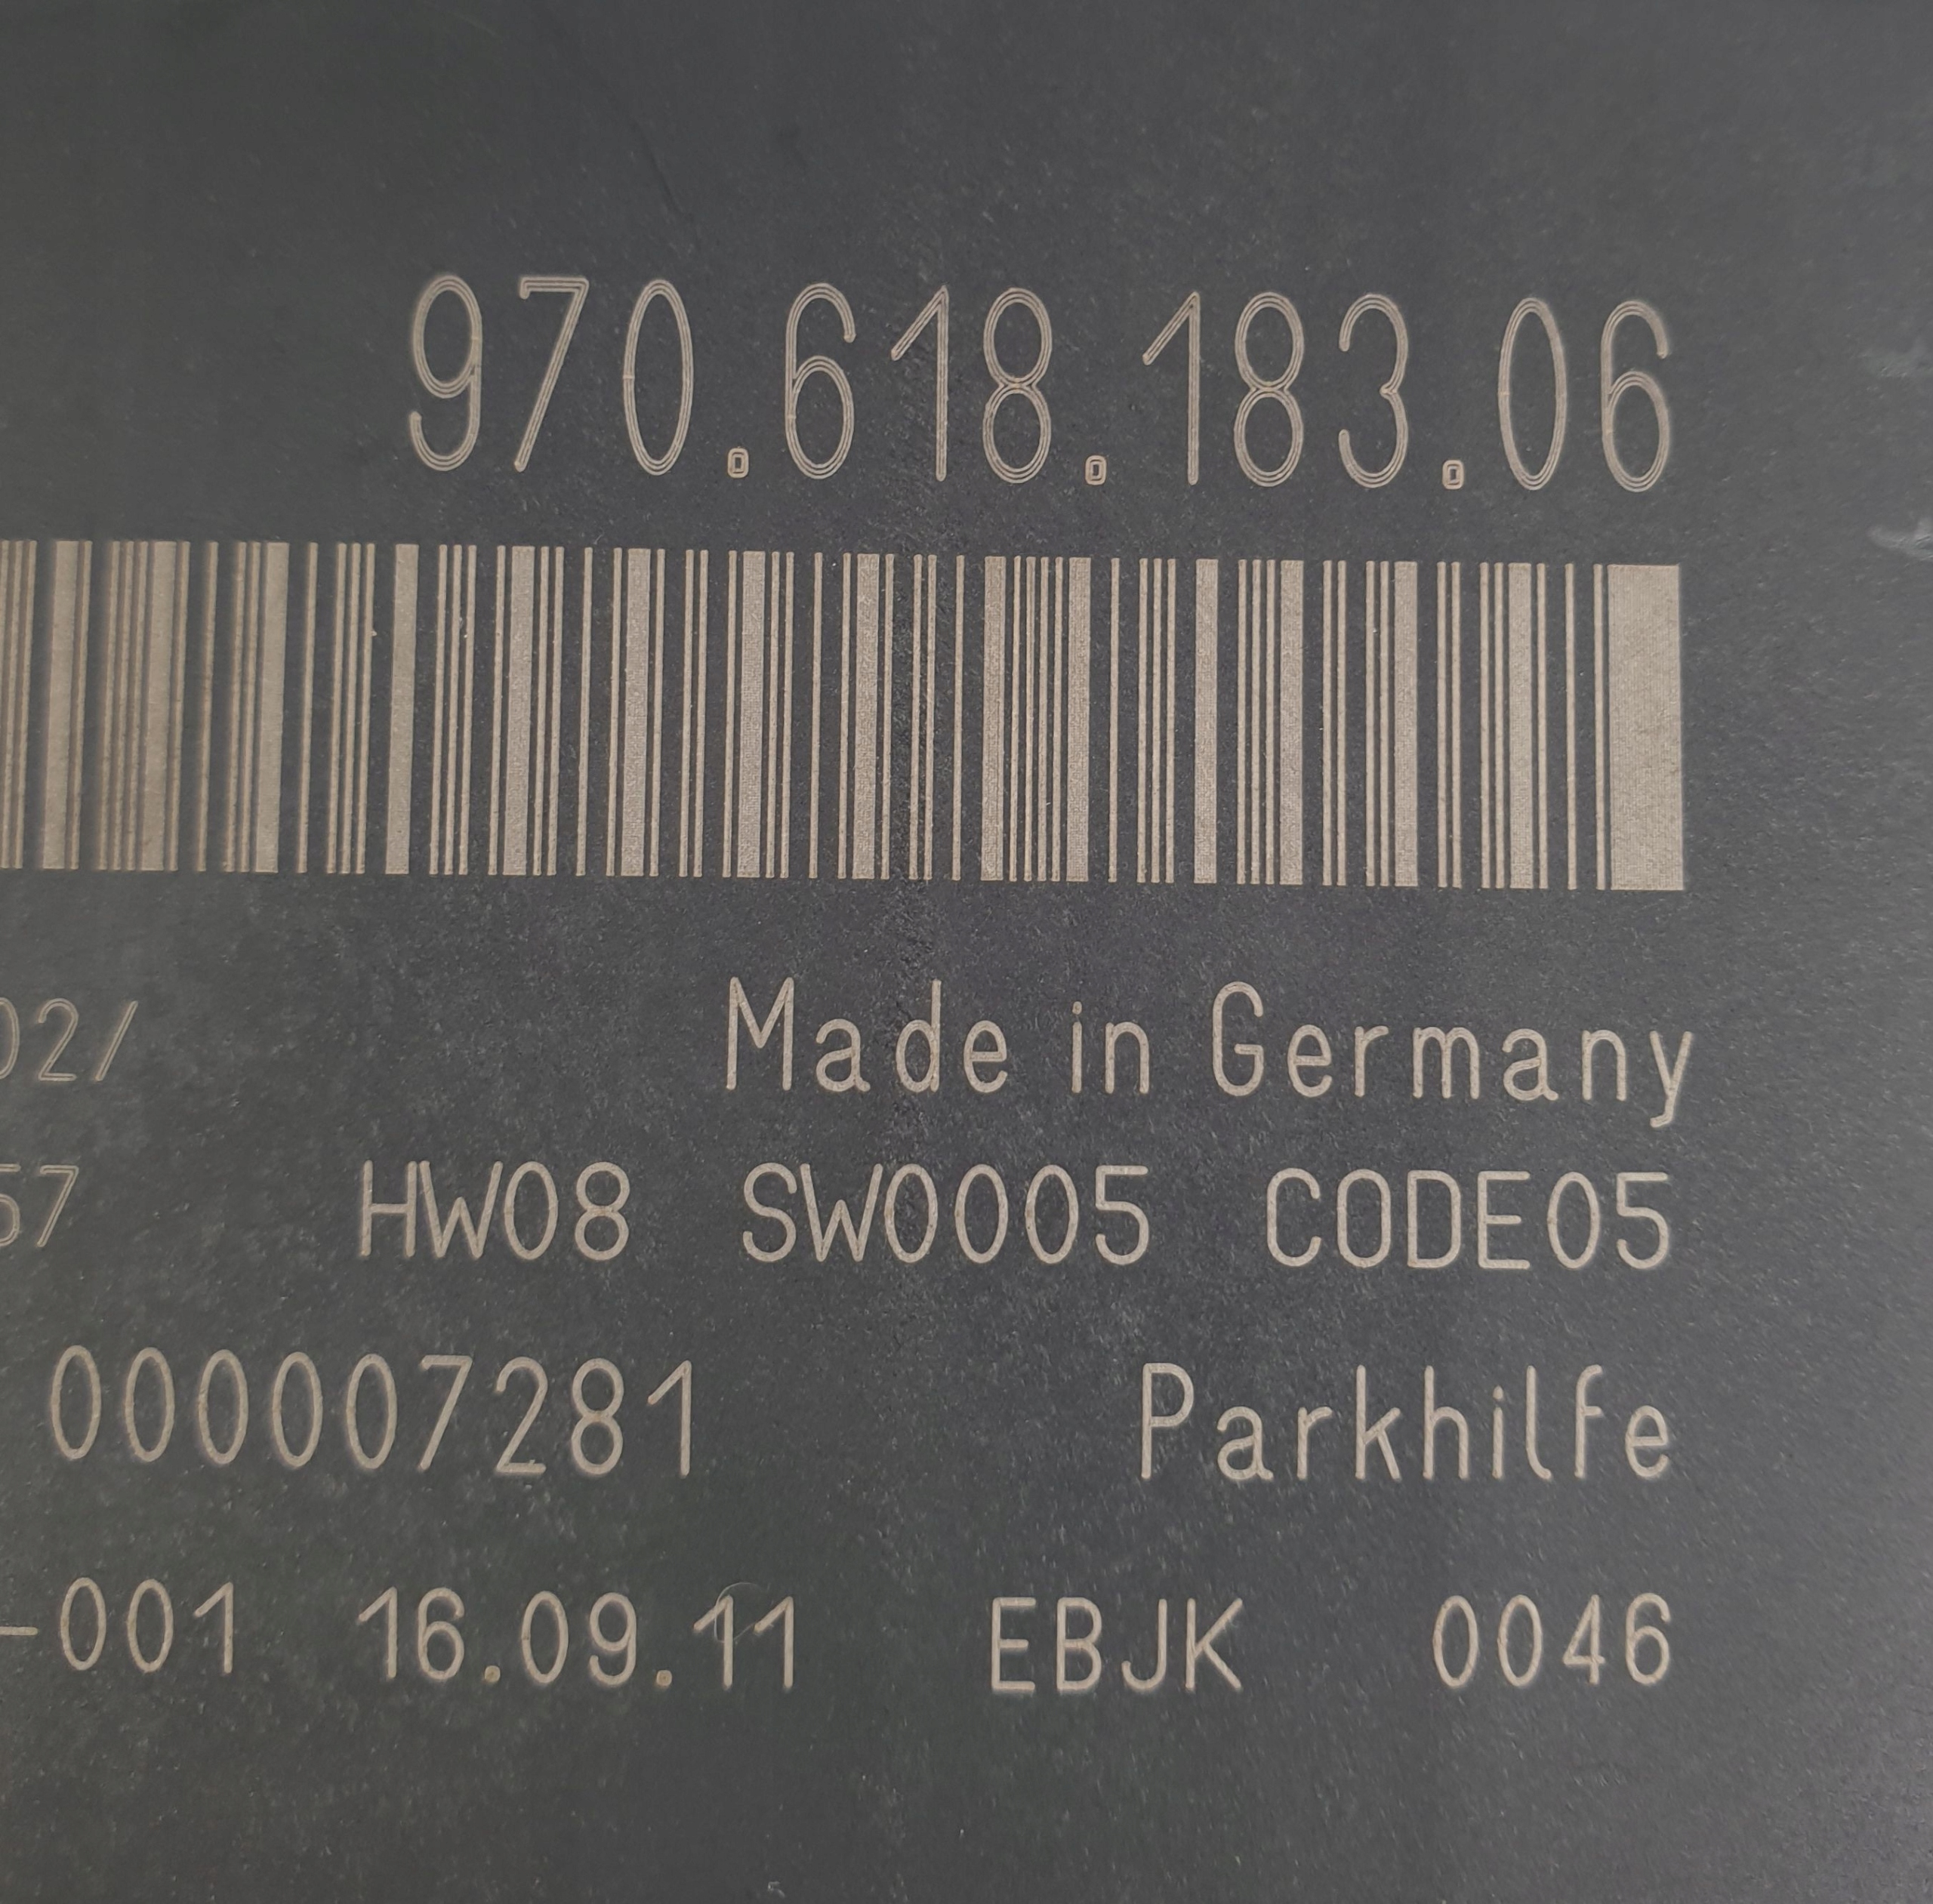 970.618.183.06
02/ Made in Germany
57 HW08 SW0005 CODE05
000007281 Parkhilfe
-001 16.09.11 EBJK 0046